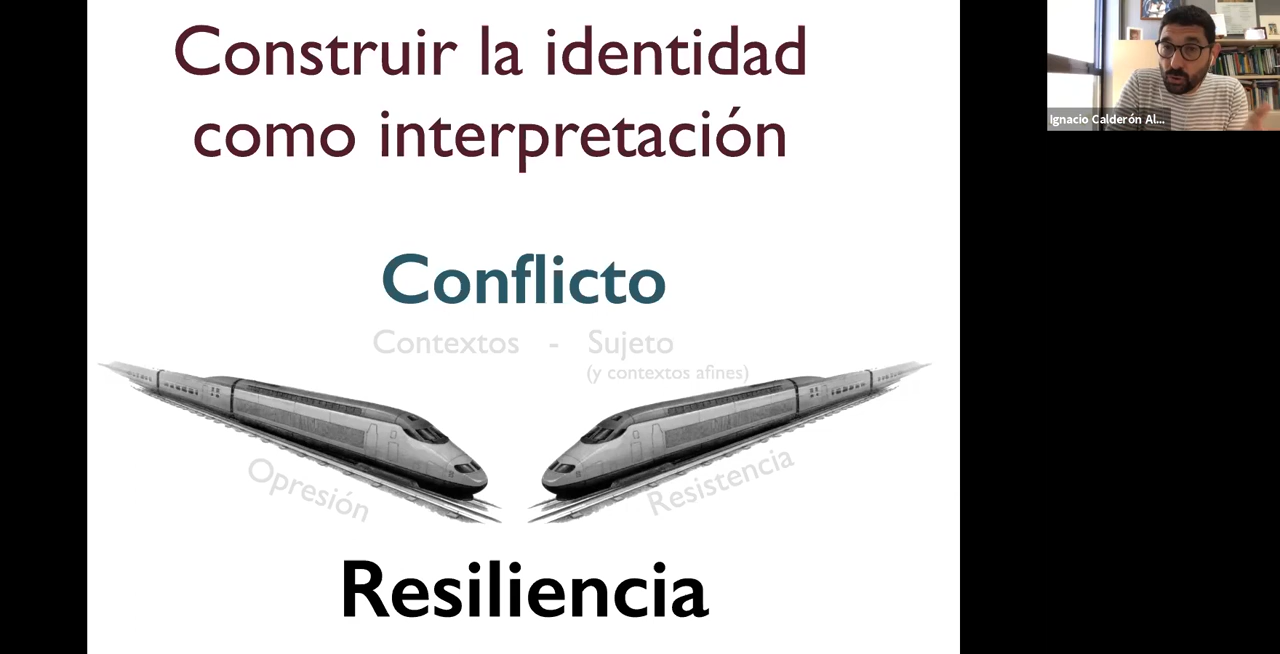 Construir la identidad
como interpretación
Conflicto
Contextos - Sujeto
(y contextos afines)
Opresión
Resistencia
Resiliencia
Ignacio Calderón Al...